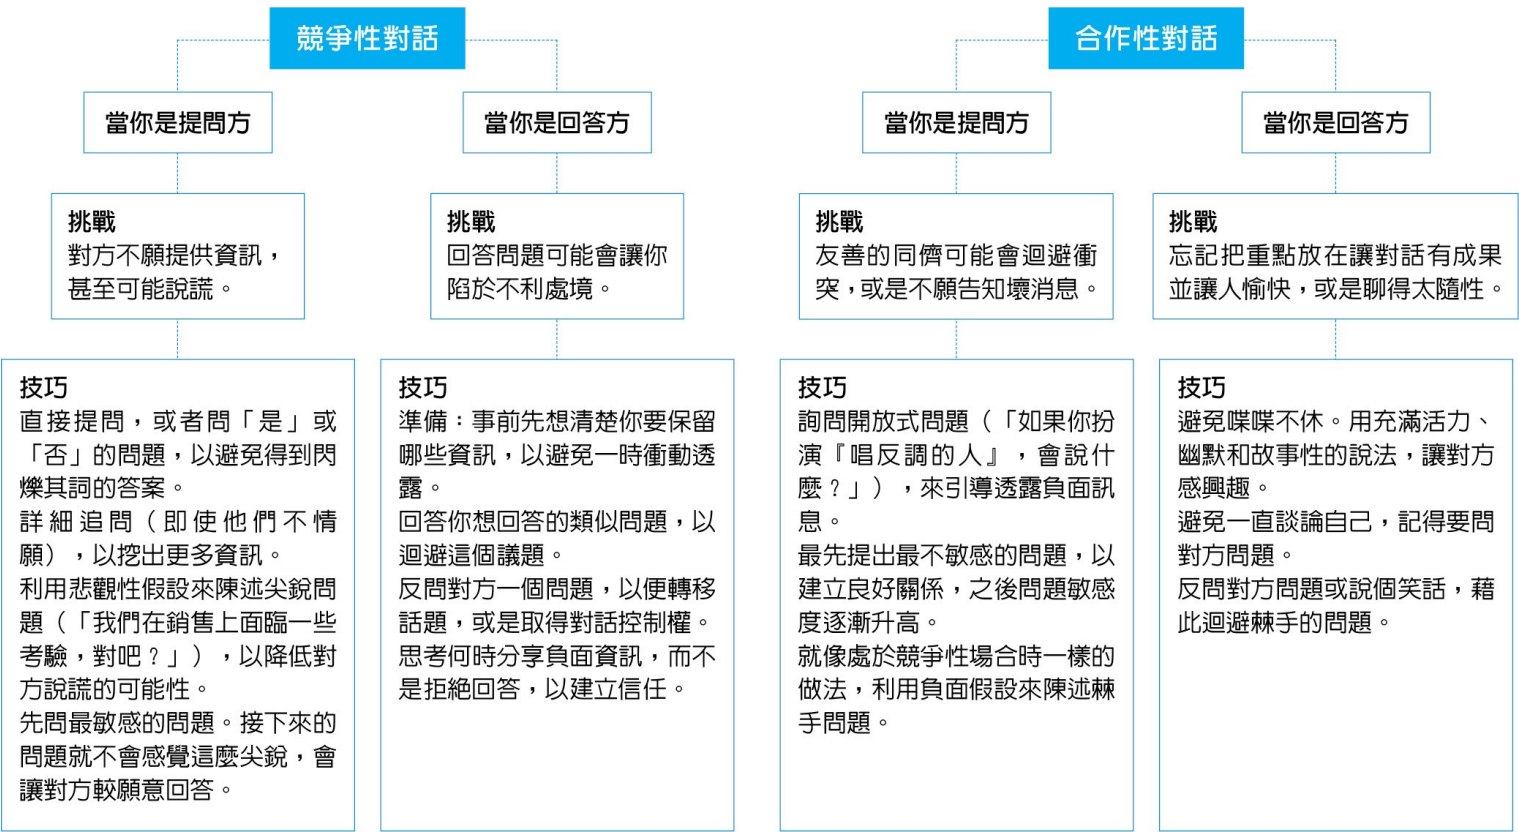 競爭性對話
當你是提問方
挑戰
對方不願提供資訊，
甚至可能說謊。
技巧
直接提問，或者問「是」或
「否」的問題，以避免得到閃
爍其詞的答案。
詳細追問（即使他們不情
願），以挖出更多資訊。
利用悲觀性假設來陳述尖銳問
題（「我們在銷售上面臨一些
考驗，對吧？」），以降低對
方說謊的可能性。
先問最敏感的問題。接下來的
問題就不會感覺這麼尖銳，會
讓對方較願意回答。
當你是回答方
挑戰
回答問題可能會讓你
陷於不利處境。
技巧
準備：事前先想清楚你要保留
哪些資訊，以避免一時衝動透
露。
回答你想回答的類似問題，以
迴避這個議題。
反問對方一個問題，以便轉移
話題，或是取得對話控制權。
思考何時分享負面資訊，而不
是拒絕回答，以建立信任。
合作性對話
當你是提問方
挑戰
友善的同儕可能會迴避衝
突，或是不願告知壞消息。
技巧
詢問開放式問題（「如果你扮
演『唱反調的人』，會說什
麼？」），來引導透露負面訊
息。
最先提出最不敏感的問題，以
建立良好關係，之後問題敏感
度逐漸升高。
就像處於競爭性場合時一樣的
做法，利用負面假設來陳述棘
手問題。
當你是回答方
挑戰
忘記把重點放在讓對話有成果
並讓人愉快，或是聊得太隨性。
技巧
避免喋喋不休。用充滿活力、
幽默和故事性的說法，讓對方
感興趣。
避免一直談論自己，記得要問
對方問題。
反問對方問題或說個笑話，藉
此迴避棘手的問題。